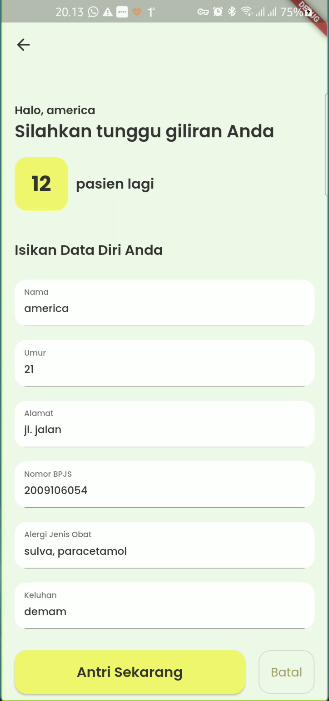 20.13
75%
DEBUG
Halo, america
Silahkan tunggu giliran Anda
12 pasien lagi
Isikan Data Diri Anda
Nama
america
Umur
21
Alamat
jl. jalan
Nomor BPJS
2009106054
Alergi Jenis Obat
sulva, paracetamol
Keluhan
demam
Antri Sekarang
Batal